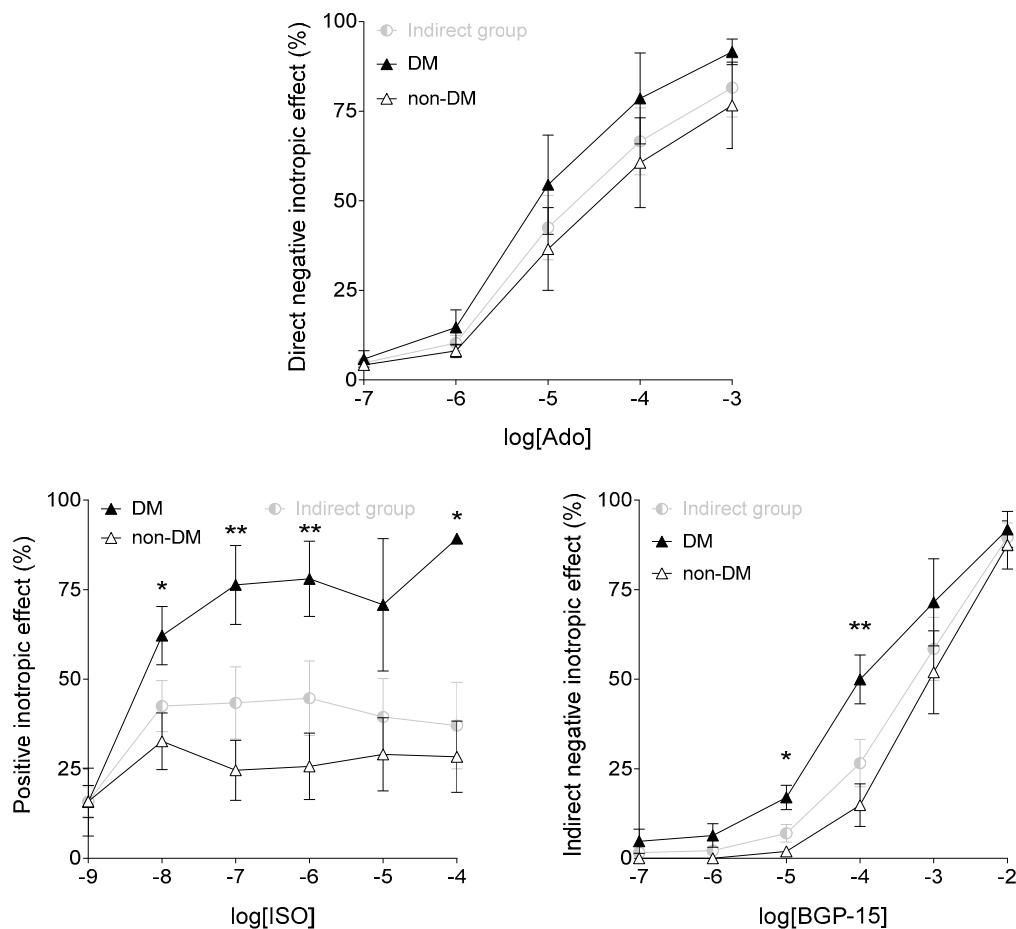 Direct negative inotropic effect (%)
100
75
50
25
0
Indirect group
DM
non-DM
-7 -6 -5 -4 -3
log[Ado]
Positive inotropic effect (%)
100
75
50
25
0
DM Indirect group
non-DM
* ** ** *
-9 -8 -7 -6 -5 -4
log[ISO]
Indirect negative inotropic effect (%)
100
75
50
25
0
Indirect group
DM
non-DM
**
*
-7 -6 -5 -4 -3 -2
log[BGP-15]